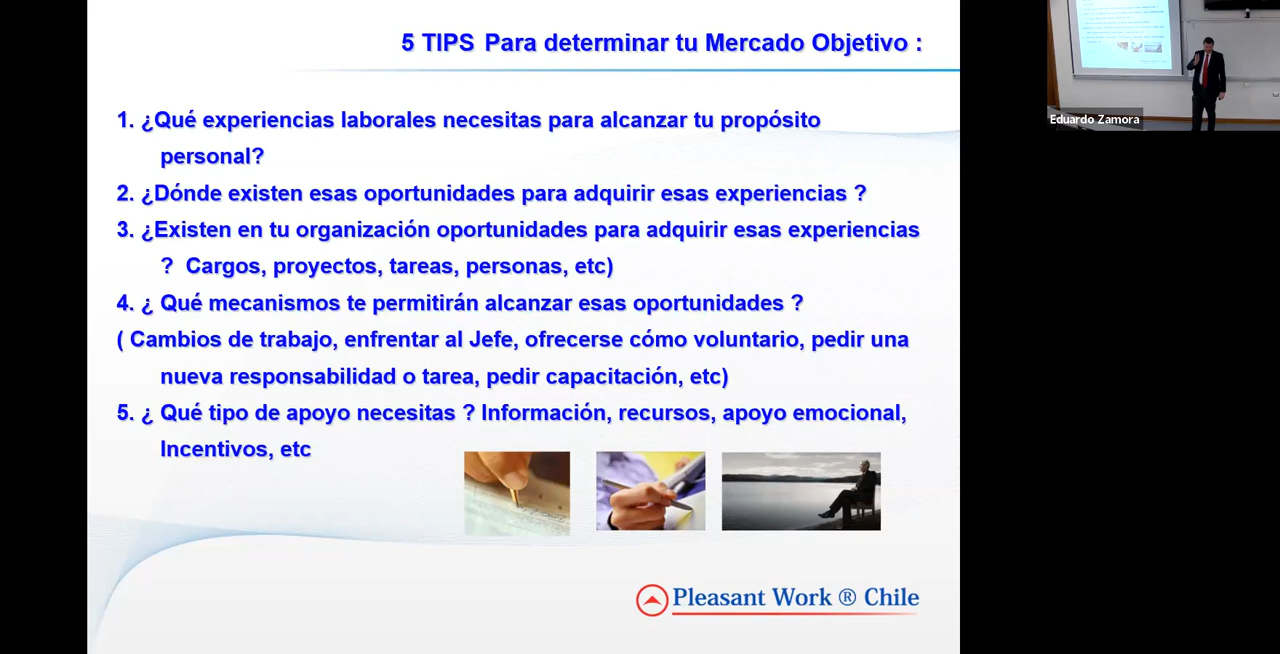 5 TIPS Para determinar tu Mercado Objetivo :
1. ¿Qué experiencias laborales necesitas para alcanzar tu propósito
personal?
2. ¿Dónde existen esas oportunidades para adquirir esas experiencias ?
3. ¿Existen en tu organización oportunidades para adquirir esas experiencias
? Cargos, proyectos, tareas, personas, etc)
4. ¿ Qué mecanismos te permitirán alcanzar esas oportunidades ?
( Cambios de trabajo, enfrentar al Jefe, ofrecerse cómo voluntario, pedir una
nueva responsabilidad o tarea, pedir capacitación, etc)
5. ¿ Qué tipo de apoyo necesitas ? Información, recursos, apoyo emocional,
Incentivos, etc
Pleasant Work ® Chile
Eduardo Zamora